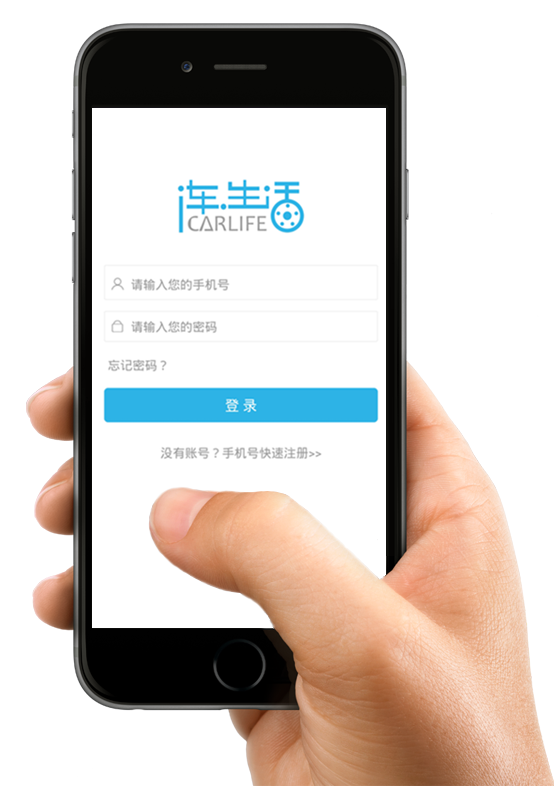 连.生活
CARLIFE
请输入您的手机号
请输入您的密码
忘记密码？
登 录
没有账号？手机号快速注册>>